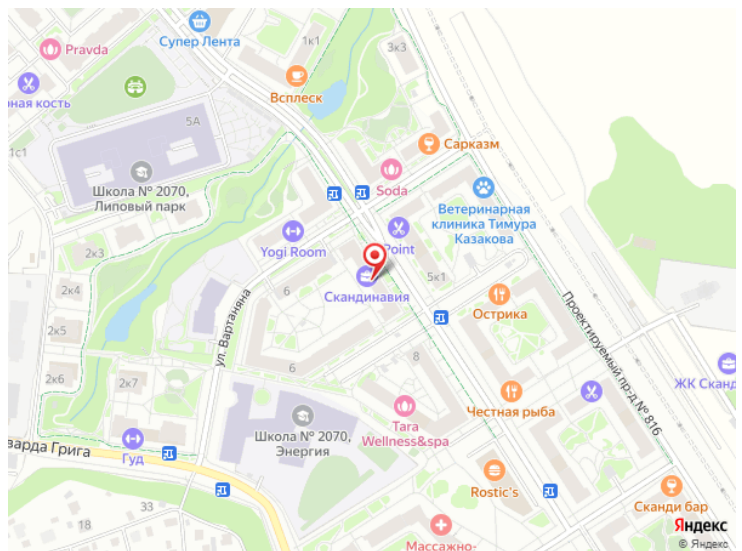 Супер Лента
1к1
3к3
Pravda
Всплеск
рная кость
5А
1с1
Школа № 2070,
Липовый парк
Сарказм
Soda
Ветеринарная
клиника Тимура
Казакова
Yogi Room
Point
2к3
2к4
6
5к1
Скандинавия
Острика
Проектируемый пр-д № 816
2к5
ул. Вартаняна
8
6
2к6
2к7
ЖК Сканд
Честная рыба
Школа № 2070,
Энергия
Tara
Wellness&spa
зарда Грига
Гуд
Rostic's
Сканди бар
33
18
Массажно-
Яндекс
© Яндекс